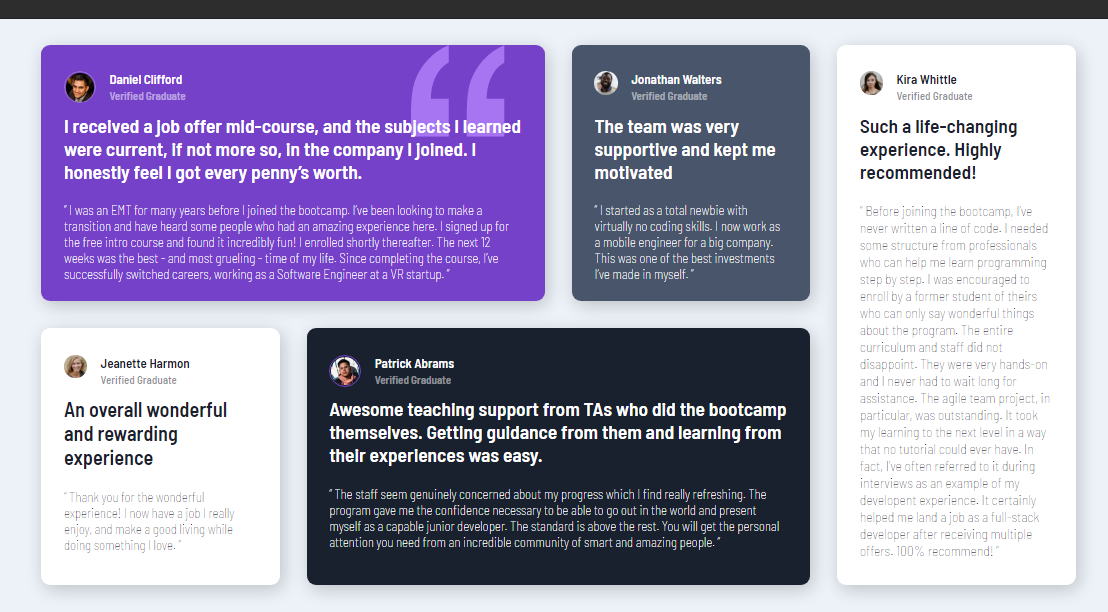 Daniel Clifford
Verified Graduate
I received a job offer mid-course, and the subjects I learned
were current, if not more so, in the company I joined. I
honestly feel I got every penny’s worth.
“ I was an EMT for many years before I joined the bootcamp. I’ve been looking to make a
transition and have heard some people who had an amazing experience here. I signed up for
the free intro course and found it incredibly fun! I enrolled shortly thereafter. The next 12
weeks was the best - and most grueling - time of my life. Since completing the course, I’ve
successfully switched careers, working as a Software Engineer at a VR startup. ”
Jonathan Walters
Verified Graduate
The team was very
supportive and kept me
motivated
“ I started as a total newbie with
virtually no coding skills. I now work as
a mobile engineer for a big company.
This was one of the best investments
I’ve made in myself. ”
Kira Whittle
Verified Graduate
Such a life-changing
experience. Highly
recommended!
“ Before joining the bootcamp, I’ve
never written a line of code. I needed
some structure from professionals
who can help me learn programming
step by step. I was encouraged to
enroll by a former student of theirs
who can only say wonderful things
about the program. The entire
curriculum and staff did not
disappoint. They were very hands-on
and I never had to wait long for
assistance. The agile team project, in
particular, was outstanding. It took
my learning to the next level in a way
that no tutorial could ever have. In
fact, I’ve often referred to it during
interviews as an example of my
developent experience. It certainly
helped me land a job as a full-stack
developer after receiving multiple
offers. 100% recommend! ”
Jeanette Harmon
Verified Graduate
An overall wonderful
and rewarding
experience
“ Thank you for the wonderful
experience! I now have a job I really
enjoy, and make a good living while
doing something I love. ”
Patrick Abrams
Verified Graduate
Awesome teaching support from TAs who did the bootcamp
themselves. Getting guidance from them and learning from
their experiences was easy.
“ The staff seem genuinely concerned about my progress which I find really refreshing. The
program gave me the confidence necessary to be able to go out in the world and present
myself as a capable junior developer. The standard is above the rest. You will get the personal
attention you need from an incredible community of smart and amazing people. ”